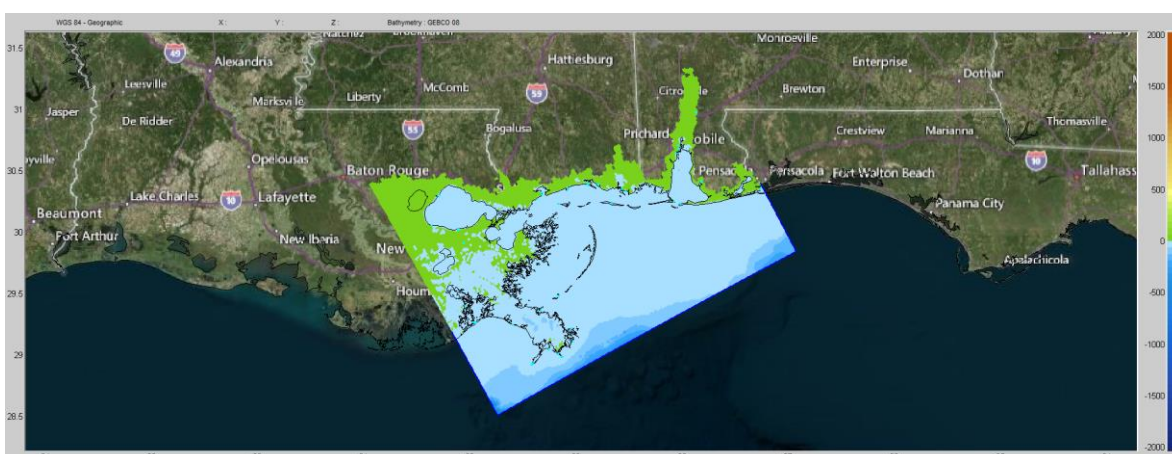 WGS 84 - Geographic X : Y : Z : Bathymetry : GEBCO 08
Natchez
Monroeville
31.5
49
Alexandria
Hattiesburg
Enterprise
Dothan
Leesville
59
Marksville
Liberty
McComb
Brewton
31
Jasper
De Ridder
55
Bogalusa
Prichard
Crestview
Marianna
Thomasville
10
Opelousas
30.5
Baton Rouge
Pensacola
Fort Walton Beach
Tallahass
Lake Charles
10
Lafayette
Panama City
Beaumont
30
Port Arthur
New Iberia
New
Apalachicola
29.5
Houm
29
28.5
2000
1500
1000
500
0
-500
-1000
-1500
-2000